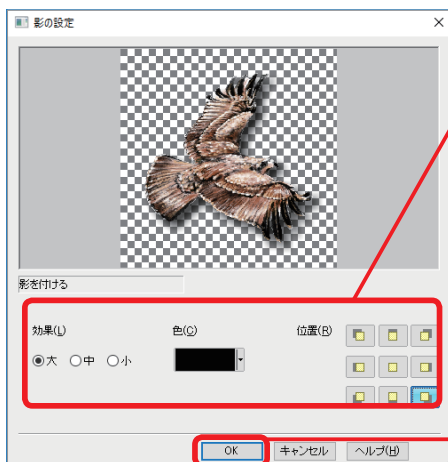 影の設定
影を付ける
効果(L) 色(C) 位置(R)
大 中 小
OK キャンセル ヘルプ(H)